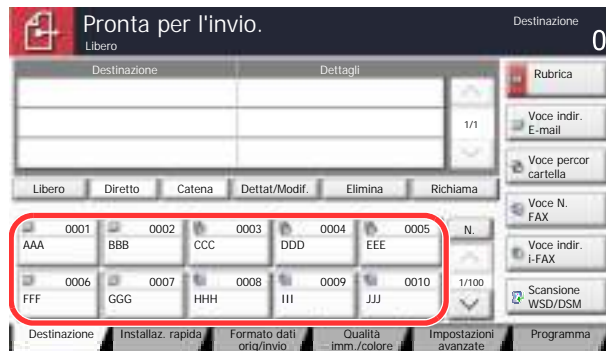 Pronta per l'invio.
Libero
Destinazione
0
Destinazione Dettagli
1/1
Rubrica
Voce indir.
E-mail
Voce percor
cartella
Voce N.
FAX
Voce indir.
i-FAX
Scansione
WSD/DSM
Libero Diretto Catena Dettat/Modif. Elimina Richiama
0001 0002 0003 0004 0005 N.
AAA BBB CCC DDD EEE
0006 0007 0008 0009 0010 1/100
FFF GGG HHH III JJJ
Destinazione Installaz. rapida Formato dati
orig/invio Qualità
imm./colore Impostazioni
avanzate Programma